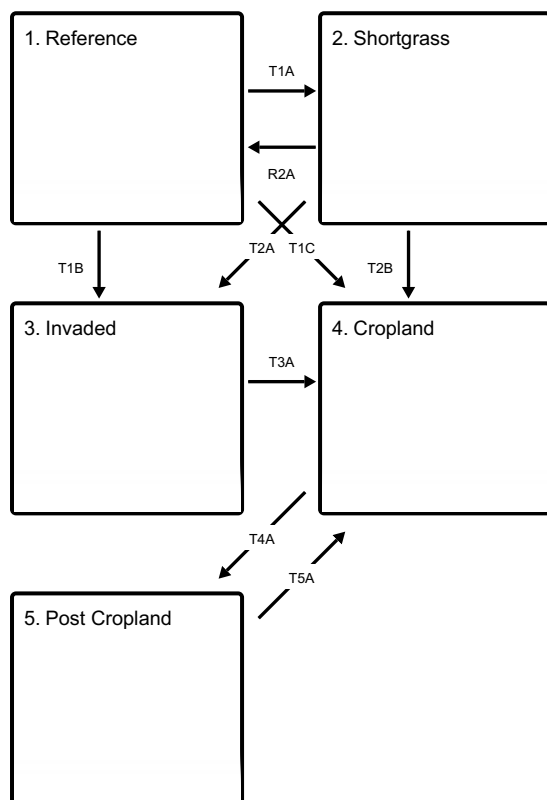 1. Reference
2. Shortgrass
T1A
R2A
T1B
T2A
T1C
T2B
3. Invaded
4. Cropland
T3A
T4A
T5A
5. Post Cropland